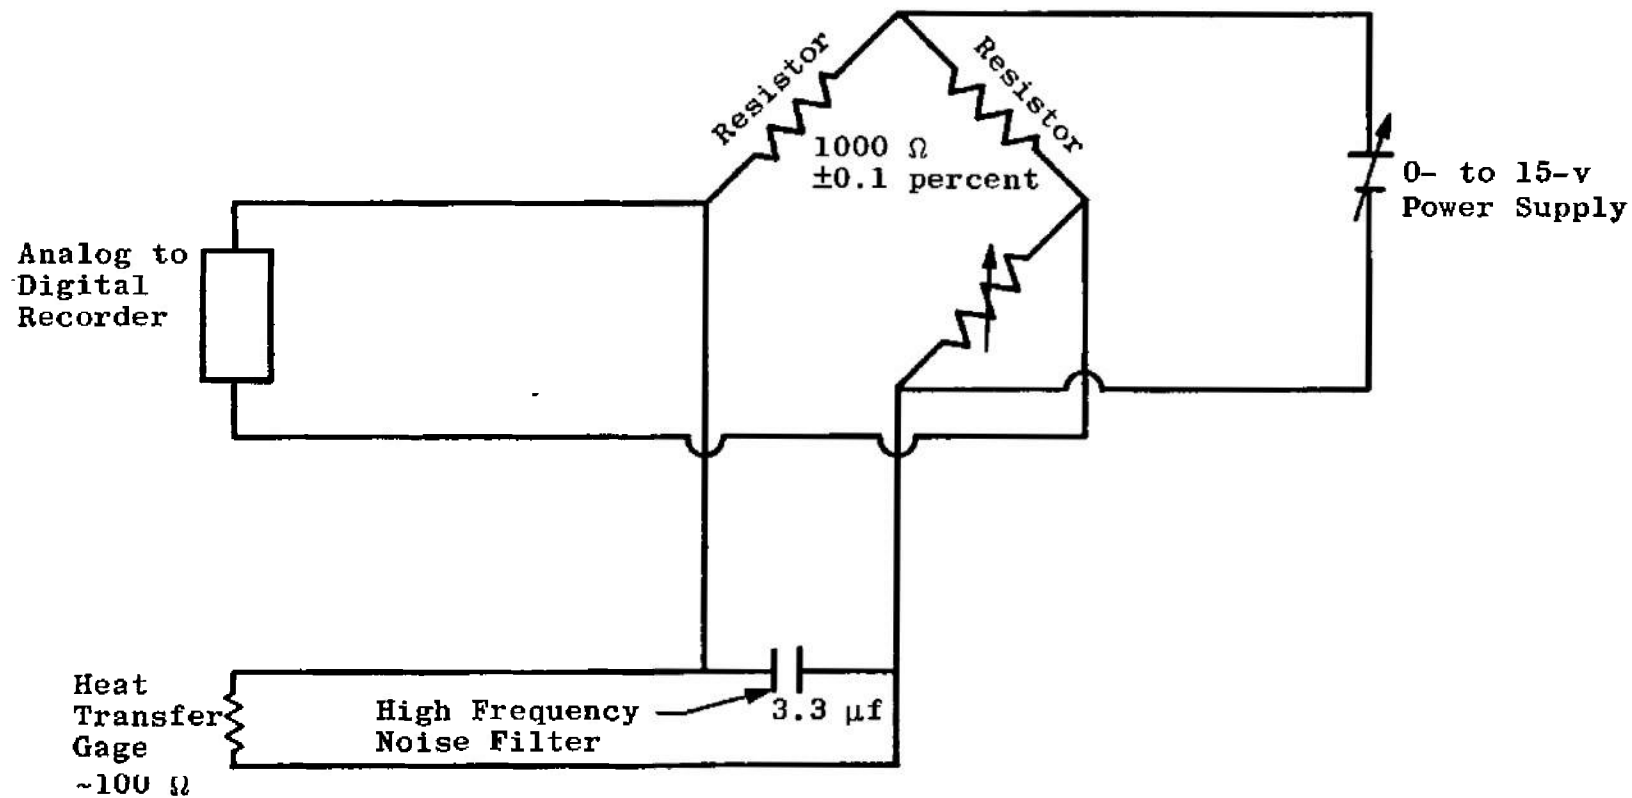 Resistor
Resistor
1000 Ω
±0.1 percent
0- to 15-v
Power Supply
Analog to
Digital
Recorder
Heat
Transfer
Gage
~100 Ω
High Frequency
Noise Filter
3.3 µf